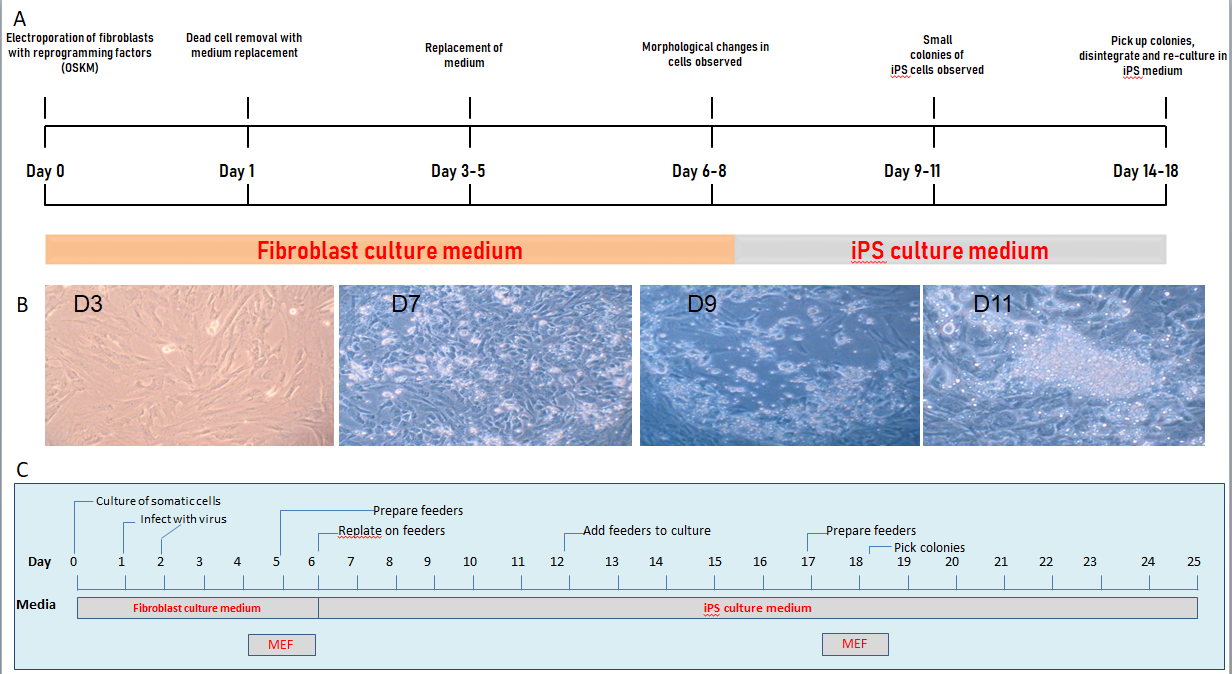 A
Electroporation of fibroblasts
with reprogramming factors
(OSKM)
Dead cell removal with
medium replacement
Replacement of
medium
Morphological changes in
cells observed
Small
colonies of
iPS cells observed
Pick up colonies,
disintegrate and re-culture in
iPS medium
Day 0
Day 1
Day 3-5
Day 6-8
Day 9-11
Day 14-18
Fibroblast culture medium
iPS culture medium
B
D3
D7
D9
D11
C
Culture of somatic cells
Infect with virus
Prepare feeders
Replate on feeders
Add feeders to culture
Prepare feeders
Pick colonies
Day 0 1 2 3 4 5 6 7 8 9 10 11 12 13 14 15 16 17 18 19 20 21 22 23 24 25
Media
Fibroblast culture medium
iPS culture medium
MEF
MEF